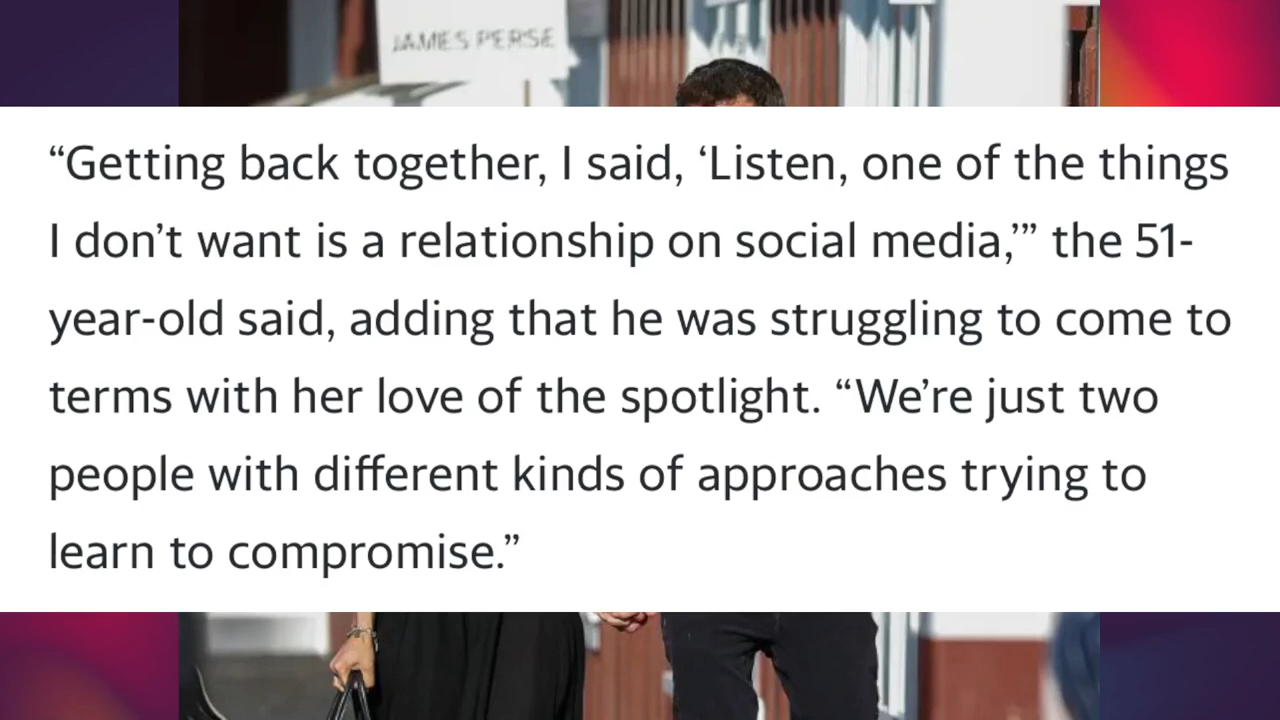 JAMES PERSE
“Getting back together, I said, ‘Listen, one of the things
I don’t want is a relationship on social media,’” the 51-
year-old said, adding that he was struggling to come to
terms with her love of the spotlight. “We’re just two
people with different kinds of approaches trying to
learn to compromise.”